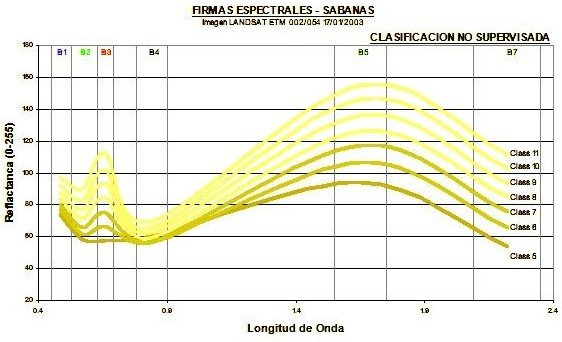 FIRMAS ESPECTRALES - SABANAS
Imagen LANDSAT ETM 002/054 17/01/2003
CLASIFICACION NO SUPERVISADA
B1 B2 B3 B4 B5 B7
180
160
140
120
100
80
60
40
20
Reflactanca (0-255)
Class 11
Class 10
Class 9
Class 8
Class 7
Class 6
Class 5
0.4 0.9 1.4 1.9 2.4
Longitud de Onda